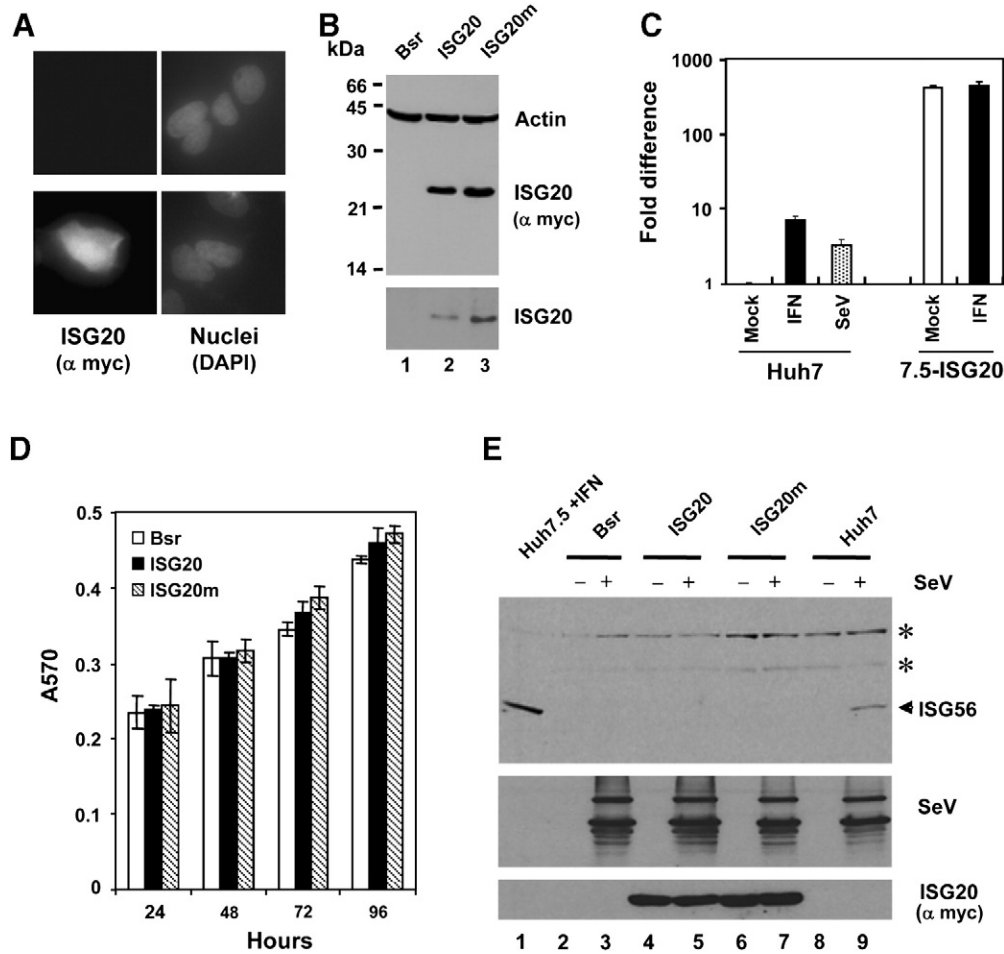 A
ISG20
(α myc)
Nuclei
(DAPI)
B
kDa
Bsr
ISG20
ISG20m
66
45
30
21
14
Actin
ISG20
(α myc)
ISG20
1 2 3
C
Fold difference
1000
100
10
1
Mock
IFN
SeV
Mock
IFN
Huh7
7.5-ISG20
D
A570
0.5
0.4
0.3
0.2
0.1
0
Bsr
ISG20
ISG20m
24 48 72 96
Hours
E
Huh7.5 +IFN
Bsr
ISG20
ISG20m
Huh7
– + – + – + – + SeV
*
*
ISG56
SeV
ISG20
(α myc)
1 2 3 4 5 6 7 8 9